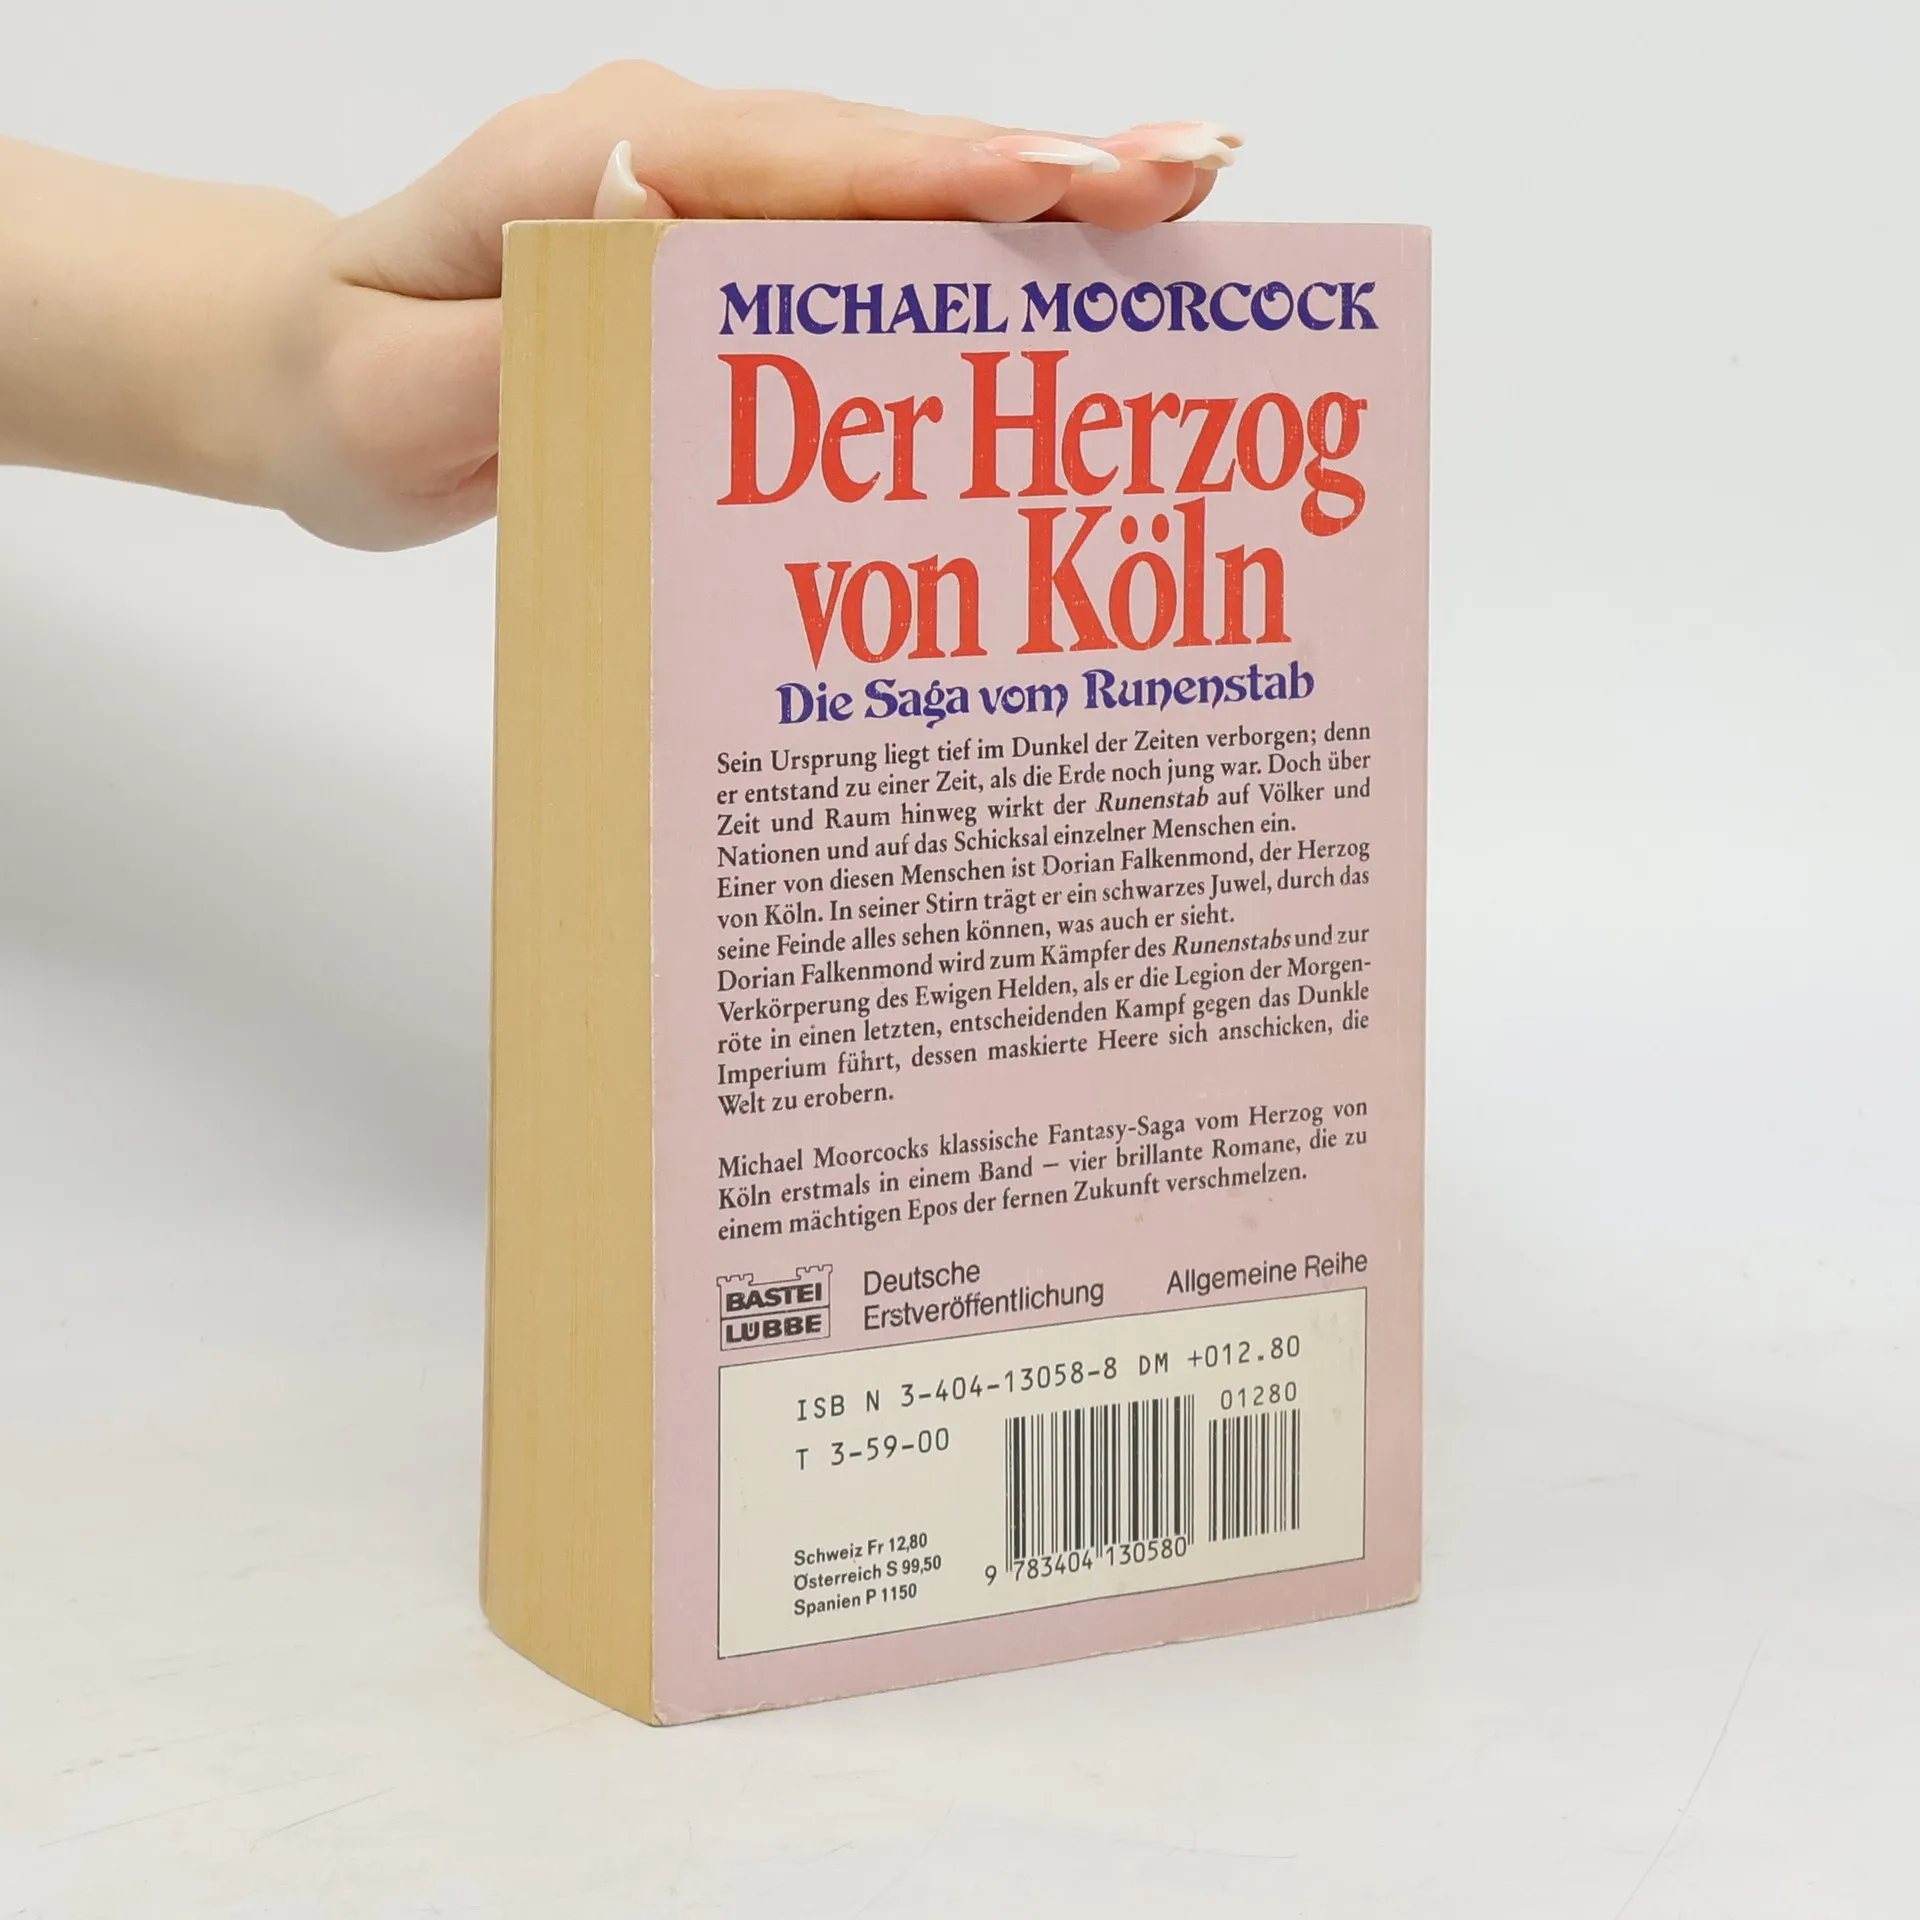 MICHAEL MOORCOCK
Der Herzog
von Köln
Die Saga vom Runenstab
Sein Ursprung liegt tief im Dunkel der Zeiten verborgen; denn
er entstand zu einer Zeit, als die Erde noch jung war. Doch über
Zeit und Raum hinweg wirkt der Runenstab auf Völker und
Nationen und auf das Schicksal einzelner Menschen ein.
Einer von diesen Menschen ist Dorian Falkenmond, der Herzog
von Köln. In seiner Stirn trägt er ein schwarzes Juwel, durch das
seine Feinde alles sehen können, was auch er sieht.
Dorian Falkenmond wird zum Kämpfer des Runenstabs und zur
Verkörperung des Ewigen Helden, als er die Legion der Morgen-
röte in einen letzten, entscheidenden Kampf gegen das Dunkle
Imperium führt, dessen maskierte Heere sich anschicken, die
Welt zu erobern.
Michael Moorcocks klassische Fantasy-Saga vom Herzog von
Köln erstmals in einem Band – vier brillante Romane, die zu
einem mächtigen Epos der fernen Zukunft verschmelzen.
BASTEI
LÜBBE
Deutsche
Erstveröffentlichung
Allgemeine Reihe
ISB N 3-404-13058-8 DM +012.80
T 3-59-00
01280
Schweiz Fr 12,80
Österreich S 99,50
Spanien P 1150
9 783404 130580